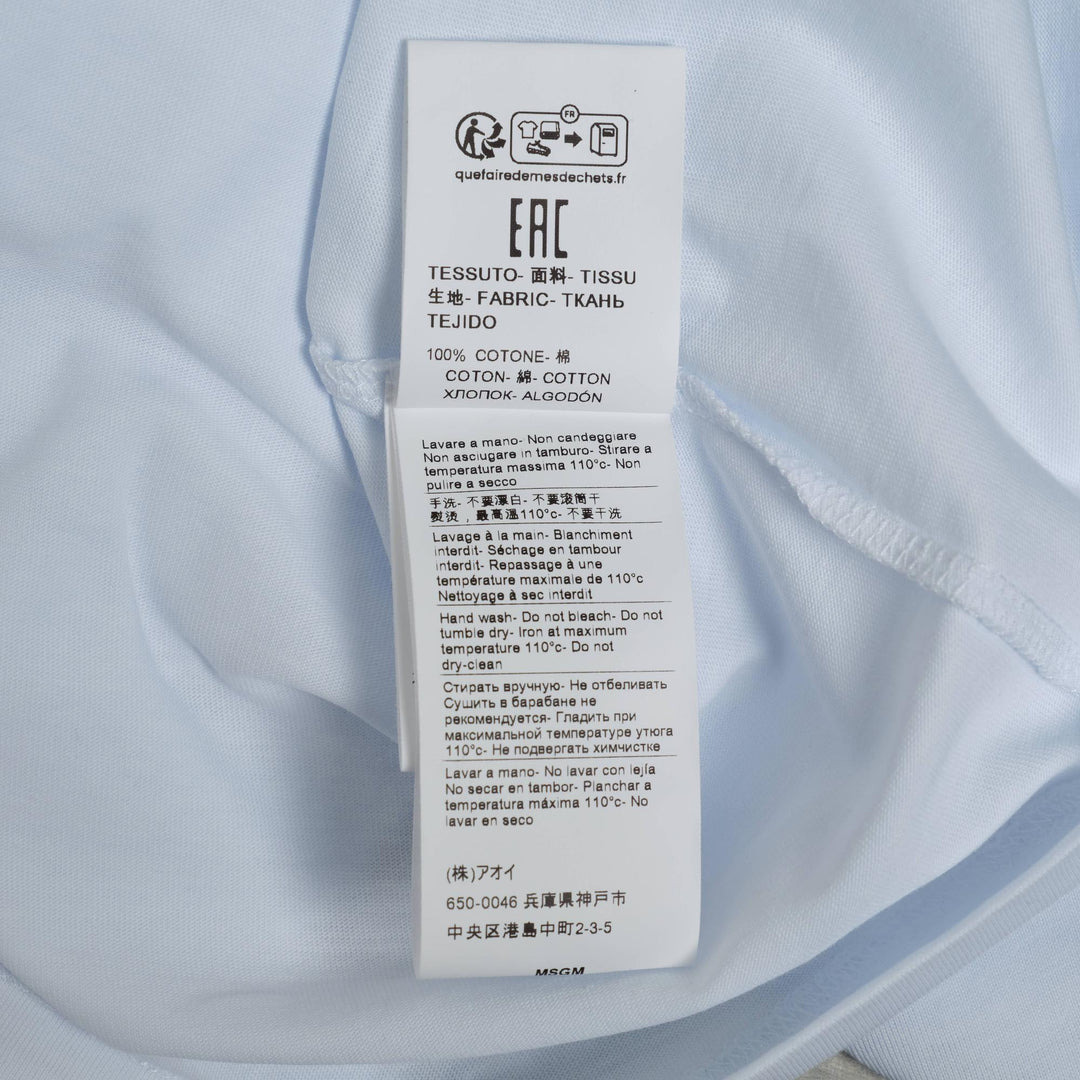 FR
quefairedemesdechets.fr
EAC
TESSUTO- 面料- TISSU
生地- FABRIC- ТКАНЬ
TEJIDO
100% COTONE- 棉
COTON- 綿- COTTON
ХЛОПОК- ALGODÓN
Lavare a mano- Non candeggiare
Non asciugare in tamburo- Stirare a
temperatura massima 110°c- Non
pulire a secco
手洗- 不要漂白- 不要滚筒干
熨烫，最高温110°c- 不要干洗
Lavage à la main- Blanchiment
interdit- Séchage en tambour
interdit- Repassage à une
température maximale de 110°c
Nettoyage à sec interdit
Hand wash- Do not bleach- Do not
tumble dry- Iron at maximum
temperature 110°c- Do not
dry-clean
Стирать вручную- Не отбеливать
Сушить в барабане не
рекомендуется- Гладить при
максимальной температуре утюга
110°c- Не подвергать химчистке
Lavar a mano- No lavar con lejía
No secar en tambor- Planchar a
temperatura máxima 110°c- No
lavar en seco
(株)アオイ
650-0046 兵庫県神戸市
中央区港島中町2-3-5
MSGM